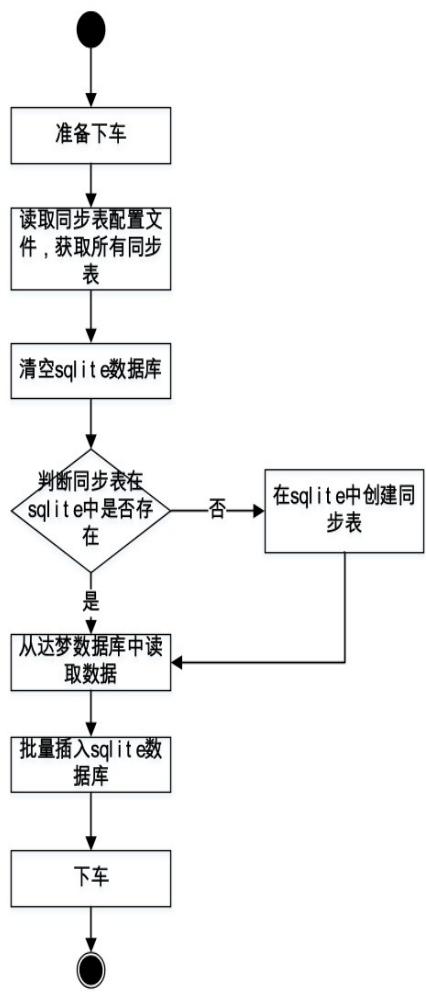 准备下车
读取同步表配置文
件，获取所有同步
表
清空sqlite数据库
判断同步表在
sqlite中是否存
在
否
在sqlite中创建同
步表
是
从达梦数据库中读
取数据
批量插入sqlite数
据库
下车